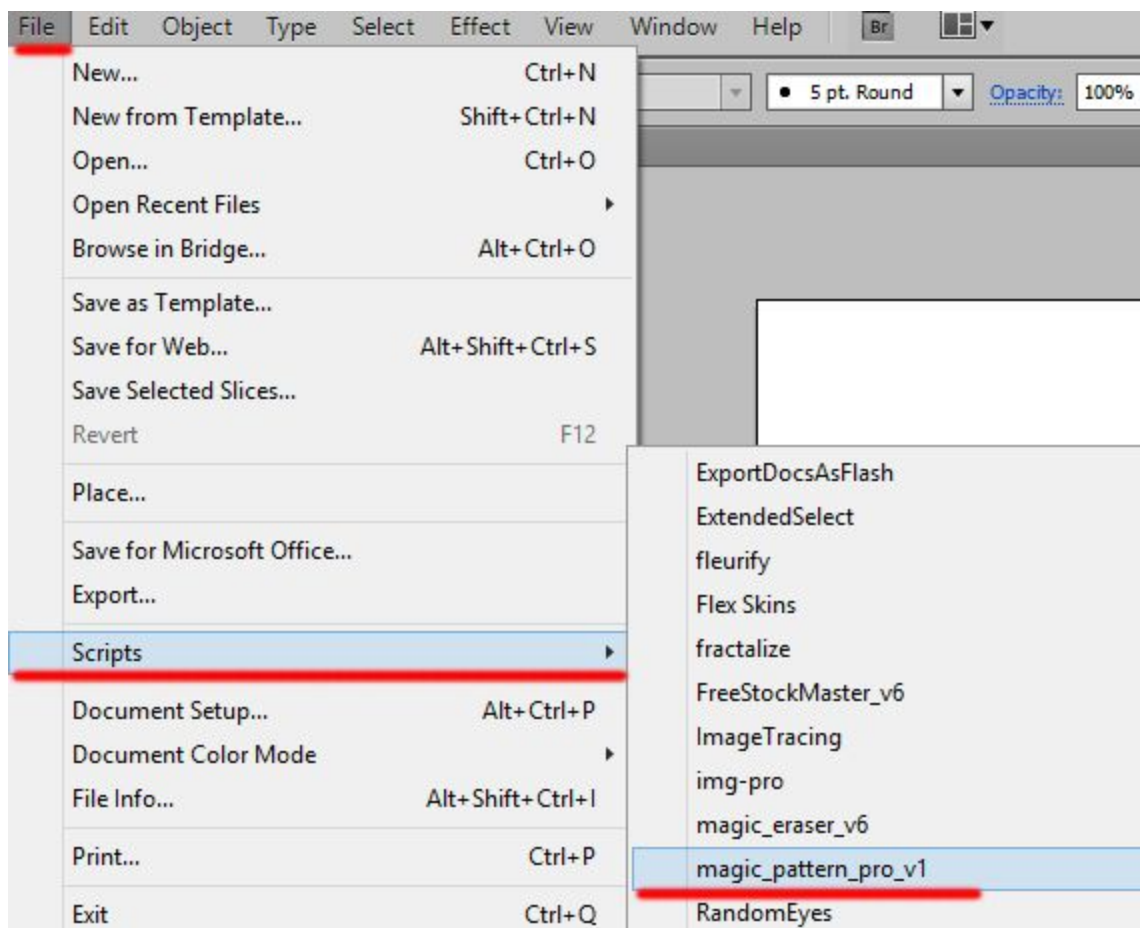 File Edit Object Type Select Effect View Window Help Br
5 pt. Round Opacity: 100%
New... Ctrl+N
New from Template... Shift+Ctrl+N
Open... Ctrl+O
Open Recent Files
Browse in Bridge... Alt+Ctrl+O
Save as Template...
Save for Web... Alt+Shift+Ctrl+S
Save Selected Slices...
Revert F12
Place...
Save for Microsoft Office...
Export...
Scripts
Document Setup... Alt+Ctrl+P
Document Color Mode
File Info... Alt+Shift+Ctrl+I
Print... Ctrl+P
Exit Ctrl+Q
ExportDocsAsFlash
ExtendedSelect
fleurify
Flex Skins
fractalize
FreeStockMaster_v6
ImageTracing
img-pro
magic_eraser_v6
magic_pattern_pro_v1
RandomEyes